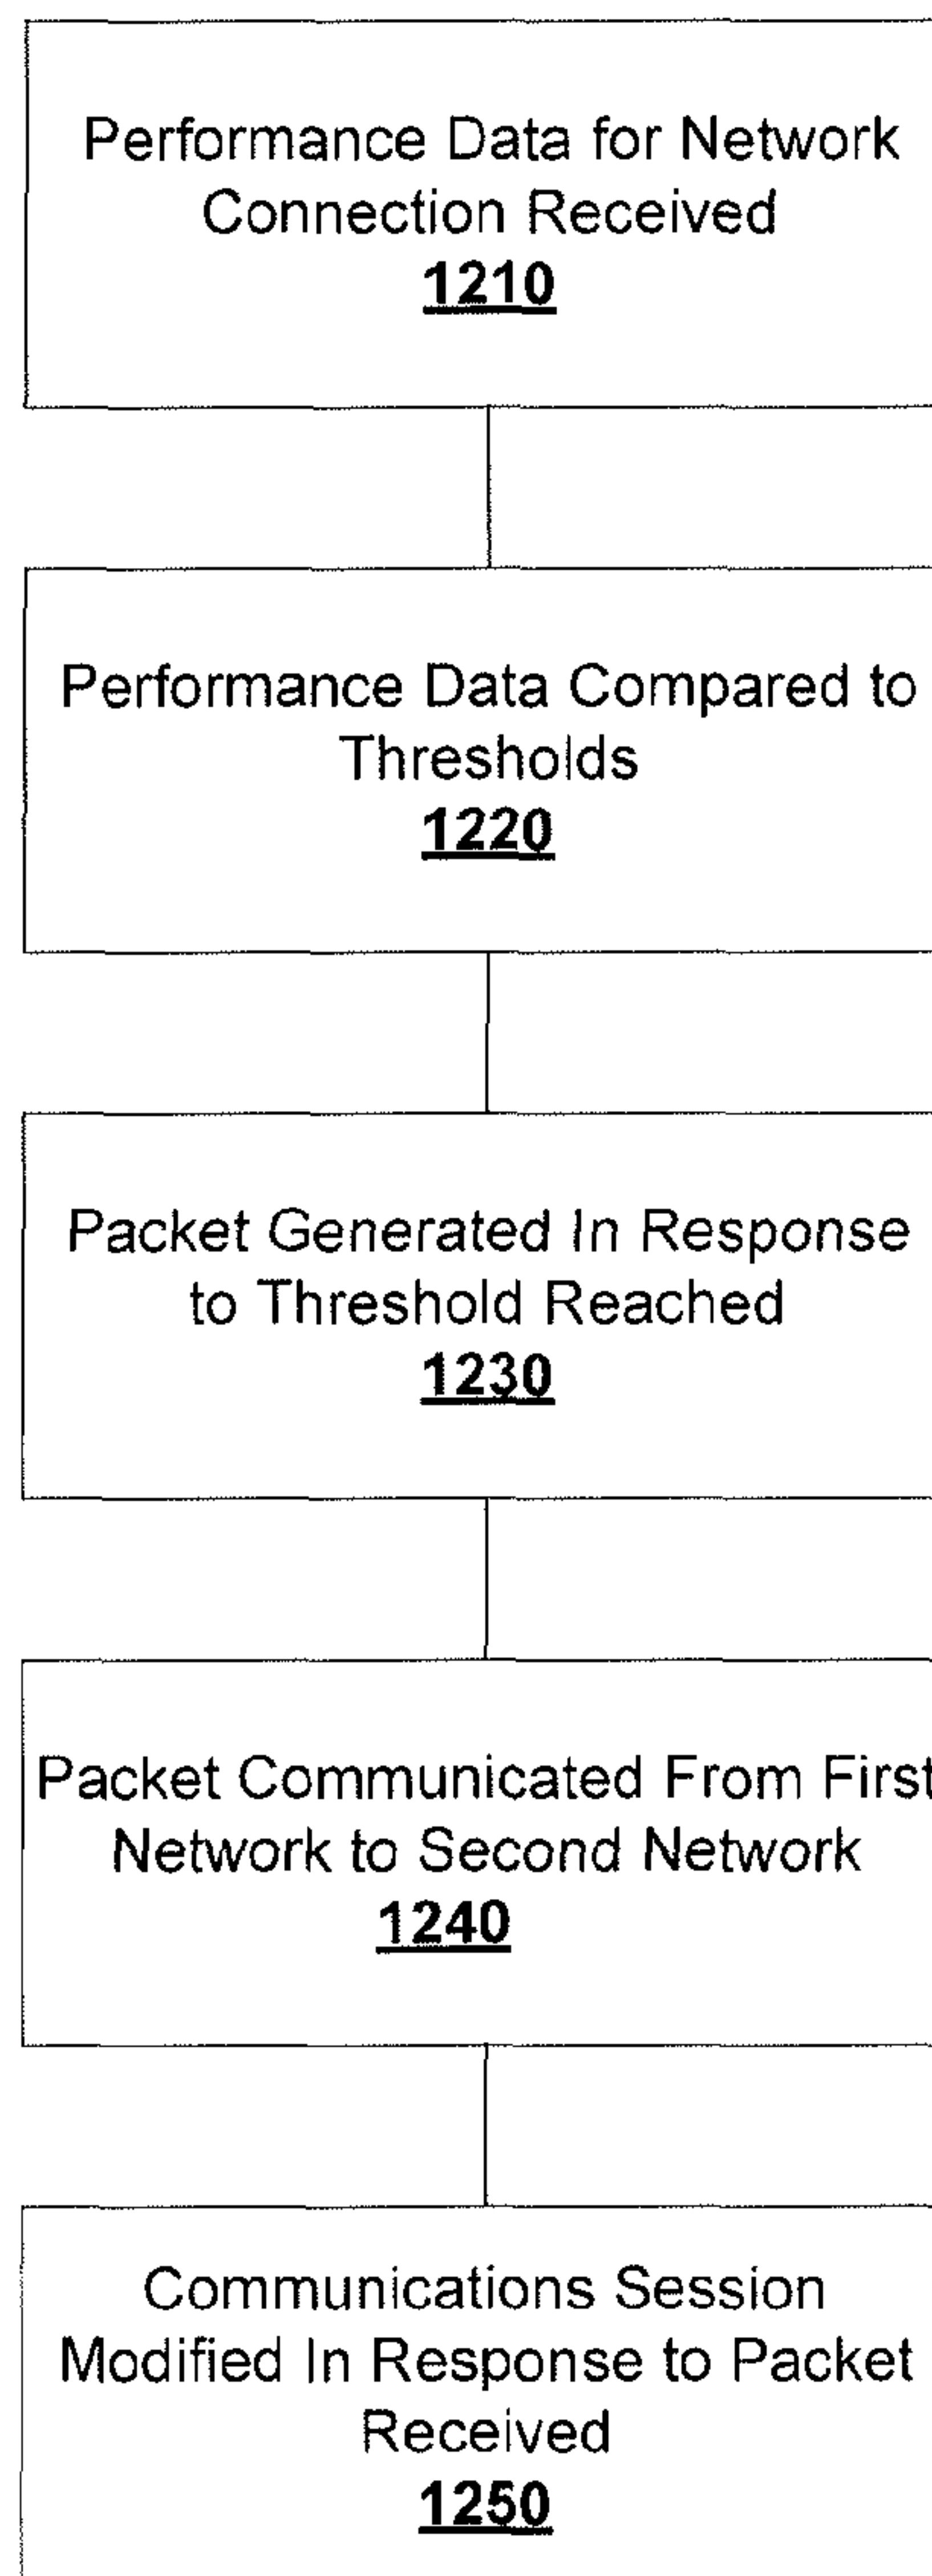 Performance Data for Network
Connection Received
1210
Performance Data Compared to
Thresholds
1220
Packet Generated In Response
to Threshold Reached
1230
Packet Communicated From First
Network to Second Network
1240
Communications Session
Modified In Response to Packet
Received
1250